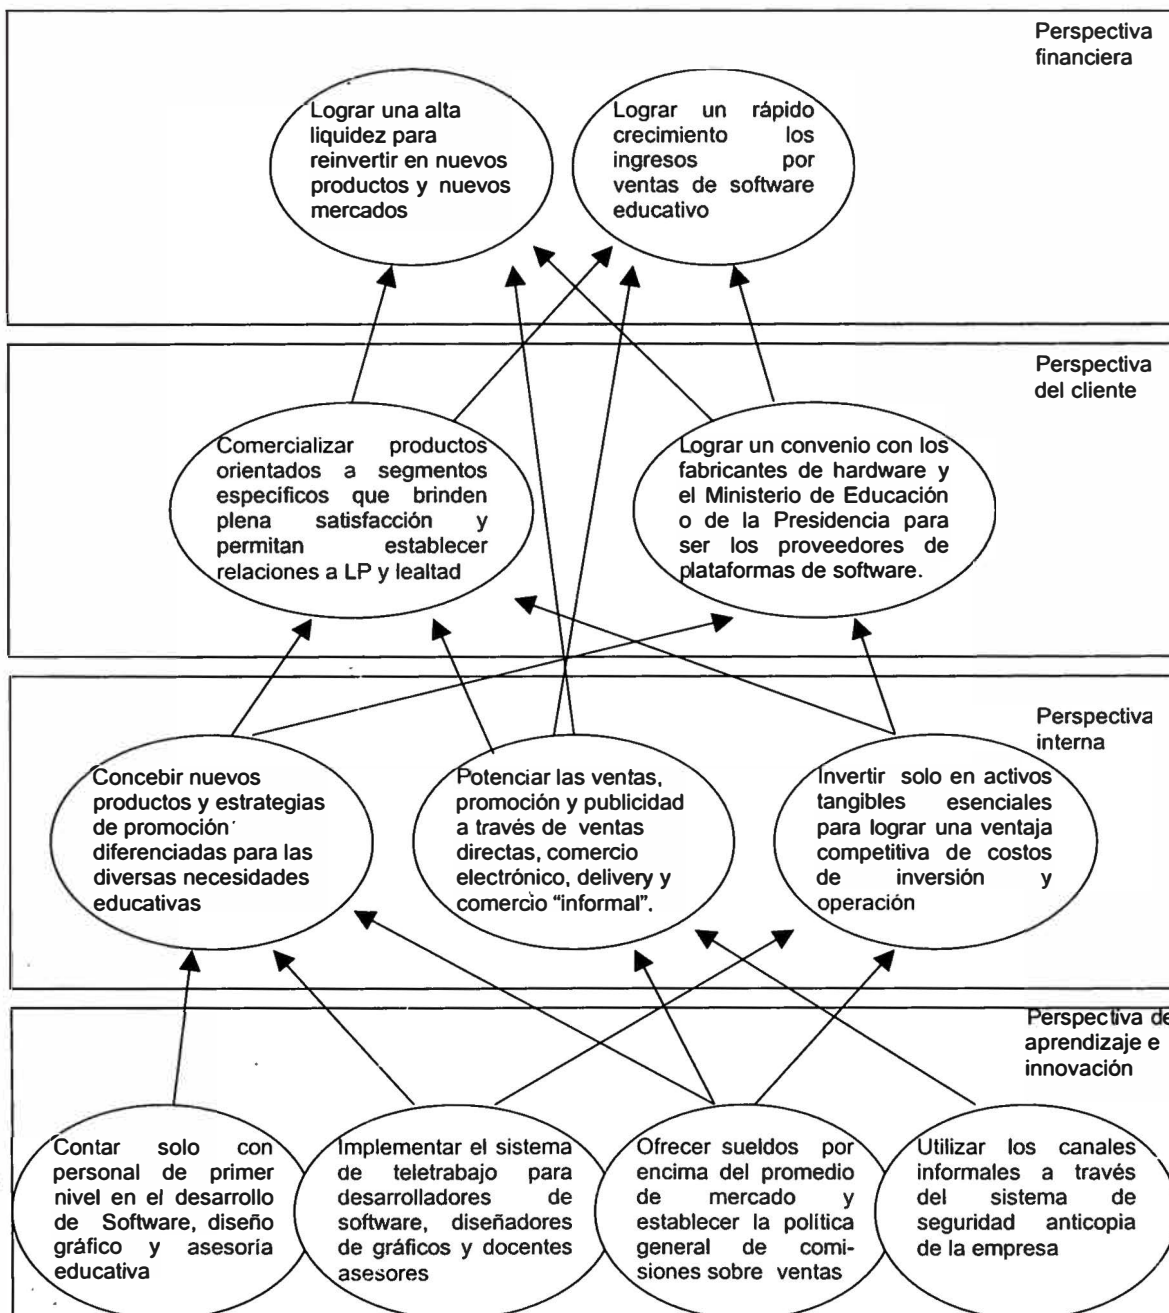 Perspectiva
financiera
Lograr una alta
liquidez para
reinvertir en nuevos
productos y nuevos
mercados
Lograr un rápido
crecimiento los
ingresos por
ventas de software
educativo
Perspectiva
del cliente
Comercializar productos
orientados a segmentos
específicos que brinden
plena satisfacción y
permitan establecer
relaciones a LP y lealtad
Lograr un convenio con los
fabricantes de hardware y
el Ministerio de Educación
o de la Presidencia para
ser los proveedores de
plataformas de software.
Perspectiva
interna
Concebir nuevos
productos y estrategias
de promoción
diferenciadas para las
diversas necesidades
educativas
Potenciar las ventas,
promoción y publicidad
a través de ventas
directas, comercio
electrónico, delivery y
comercio “informal”.
Invertir solo en activos
tangibles esenciales
para lograr una ventaja
competitiva de costos
de inversión y
operación
Perspectiva de
aprendizaje e
innovación
Contar solo con
personal de primer
nivel en el desarrollo
de Software, diseño
gráfico y asesoría
educativa
Implementar el sistema
de teletrabajo para
desarrolladores de
software, diseñadores
de gráficos y docentes
asesores
Ofrecer sueldos por
encima del promedio
de mercado y
establecer la política
general de comi-
siones sobre ventas
Utilizar los canales
informales a través
del sistema de
seguridad anticopia
de la empresa